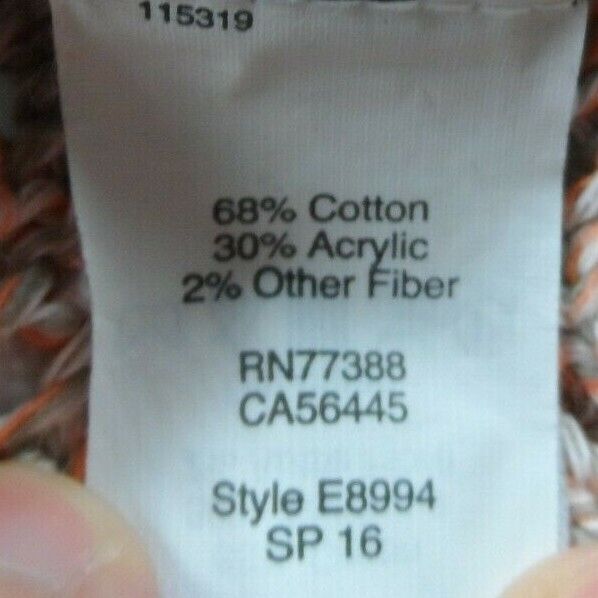 115319
68% Cotton
30% Acrylic
2% Other Fiber
RN77388
CA56445
Style E8994
SP 16